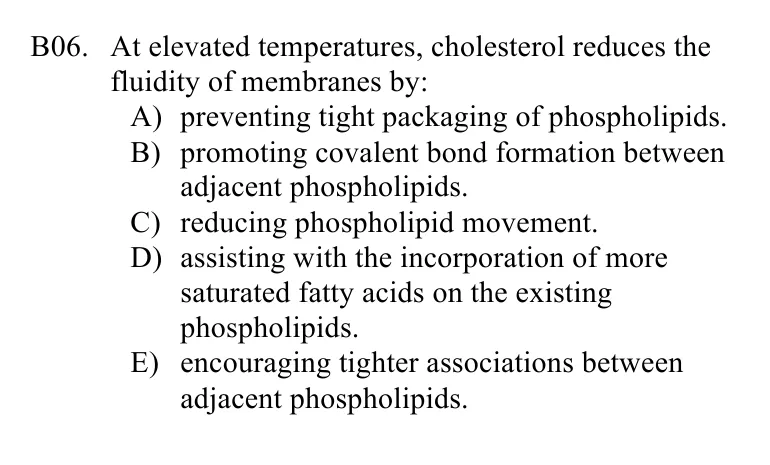 B06. At elevated temperatures, cholesterol reduces the
fluidity of membranes by:
A) preventing tight packaging of phospholipids.
B) promoting covalent bond formation between
adjacent phospholipids.
C) reducing phospholipid movement.
D) assisting with the incorporation of more
saturated fatty acids on the existing
phospholipids.
E) encouraging tighter associations between
adjacent phospholipids.